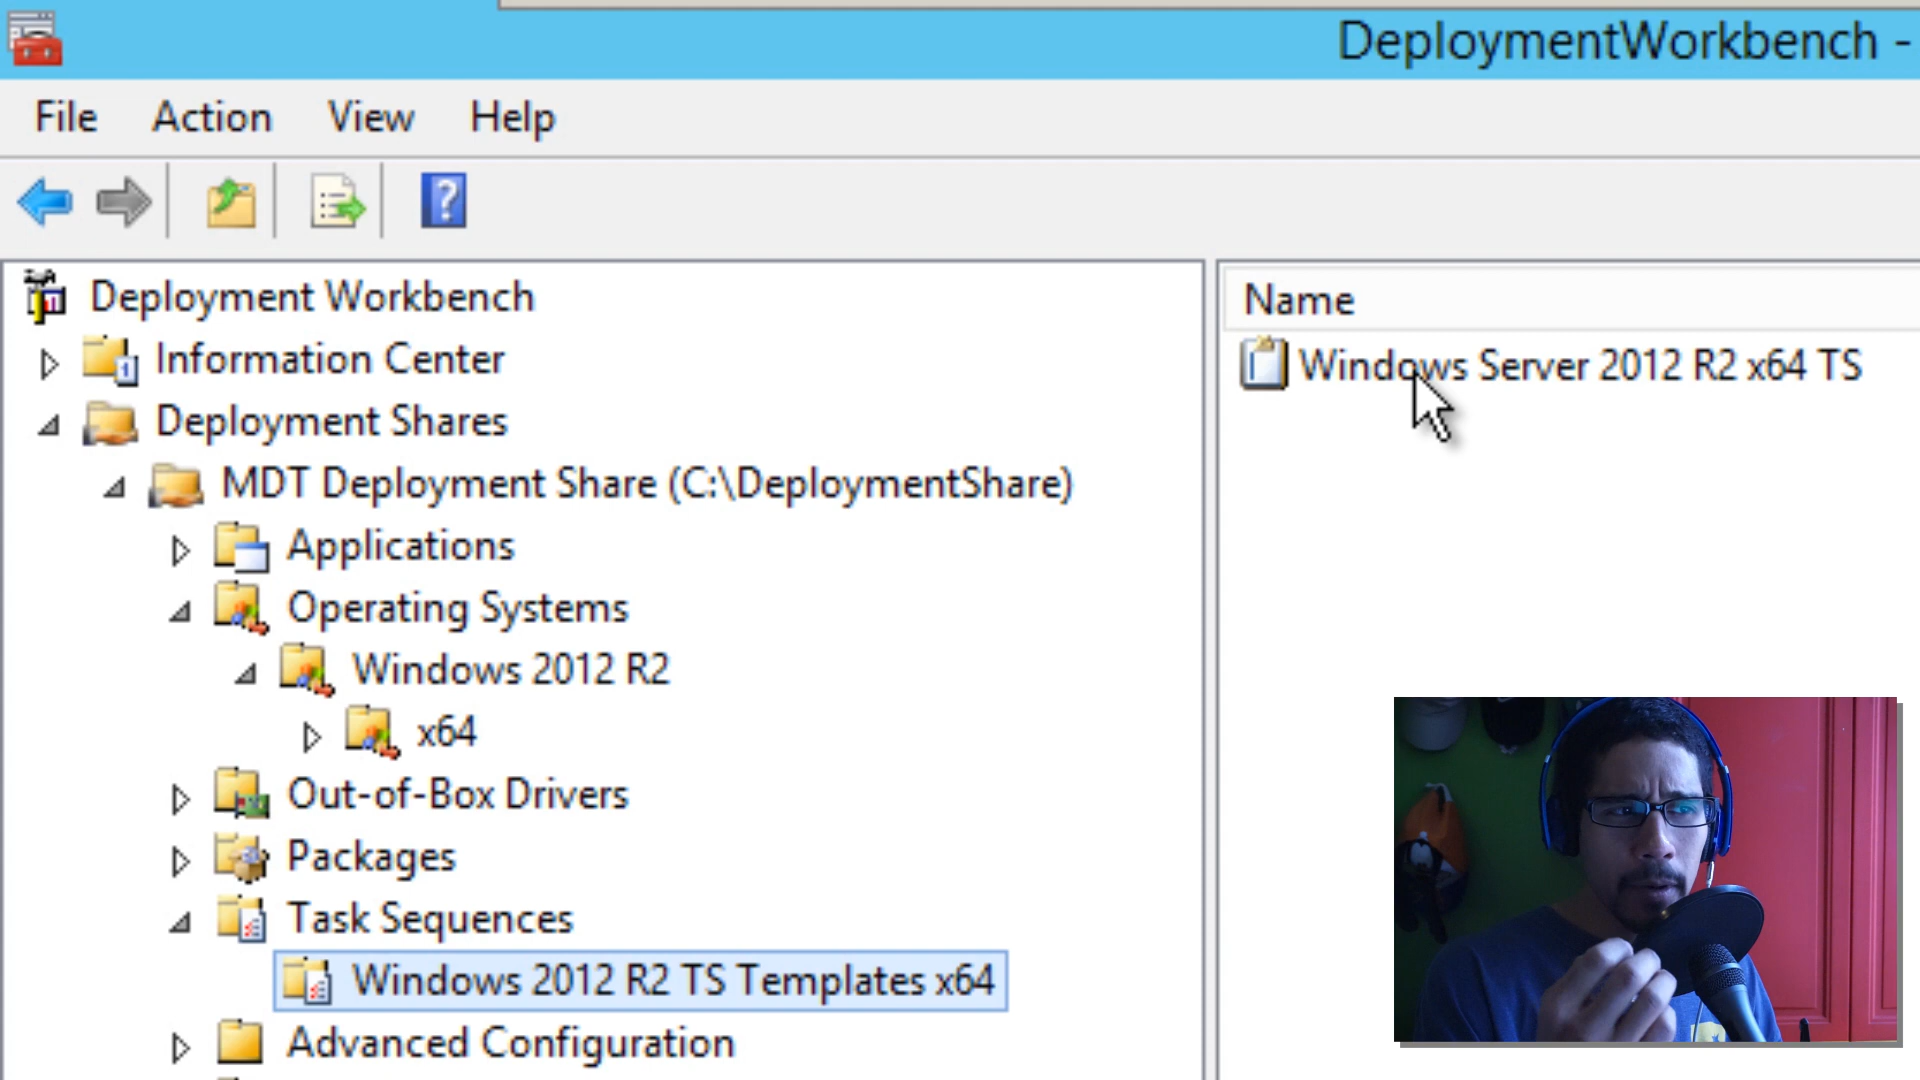 DeploymentWorkbench -
File Action View Help
Deployment Workbench
Information Center
Deployment Shares
MDT Deployment Share (C:\DeploymentShare)
Applications
Operating Systems
Windows 2012 R2
x64
Out-of-Box Drivers
Packages
Task Sequences
Windows 2012 R2 TS Templates x64
Advanced Configuration
Name
Windows Server 2012 R2 x64 TS